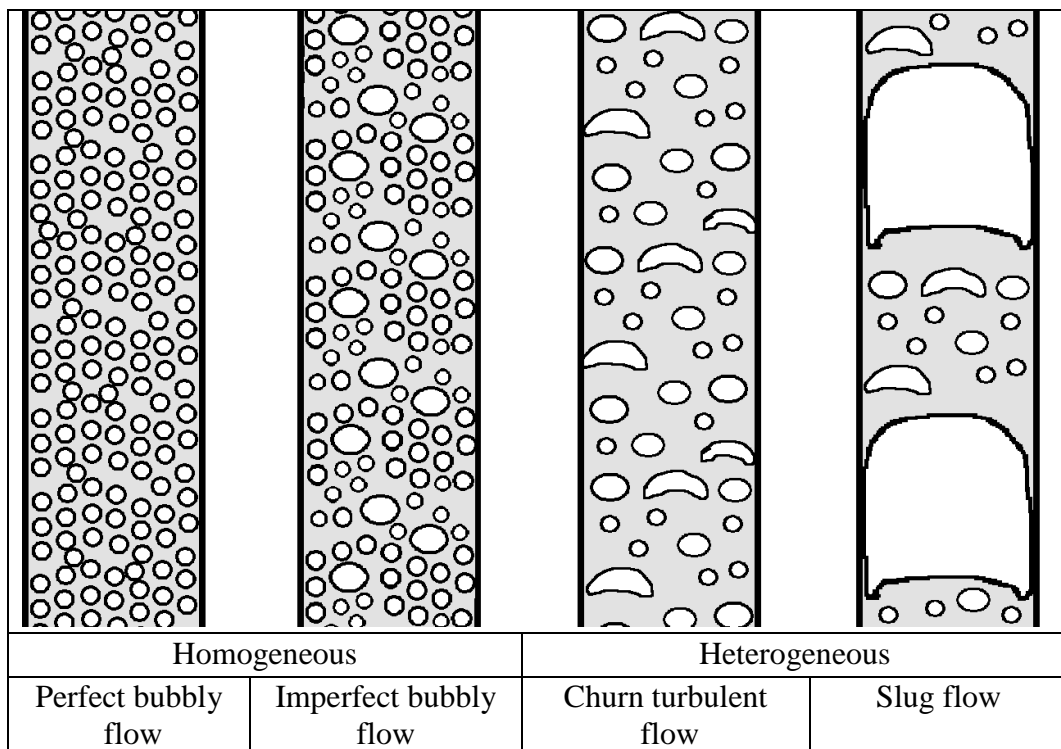 Homogeneous
Heterogeneous
Perfect bubbly
flow
Imperfect bubbly
flow
Churn turbulent
flow
Slug flow